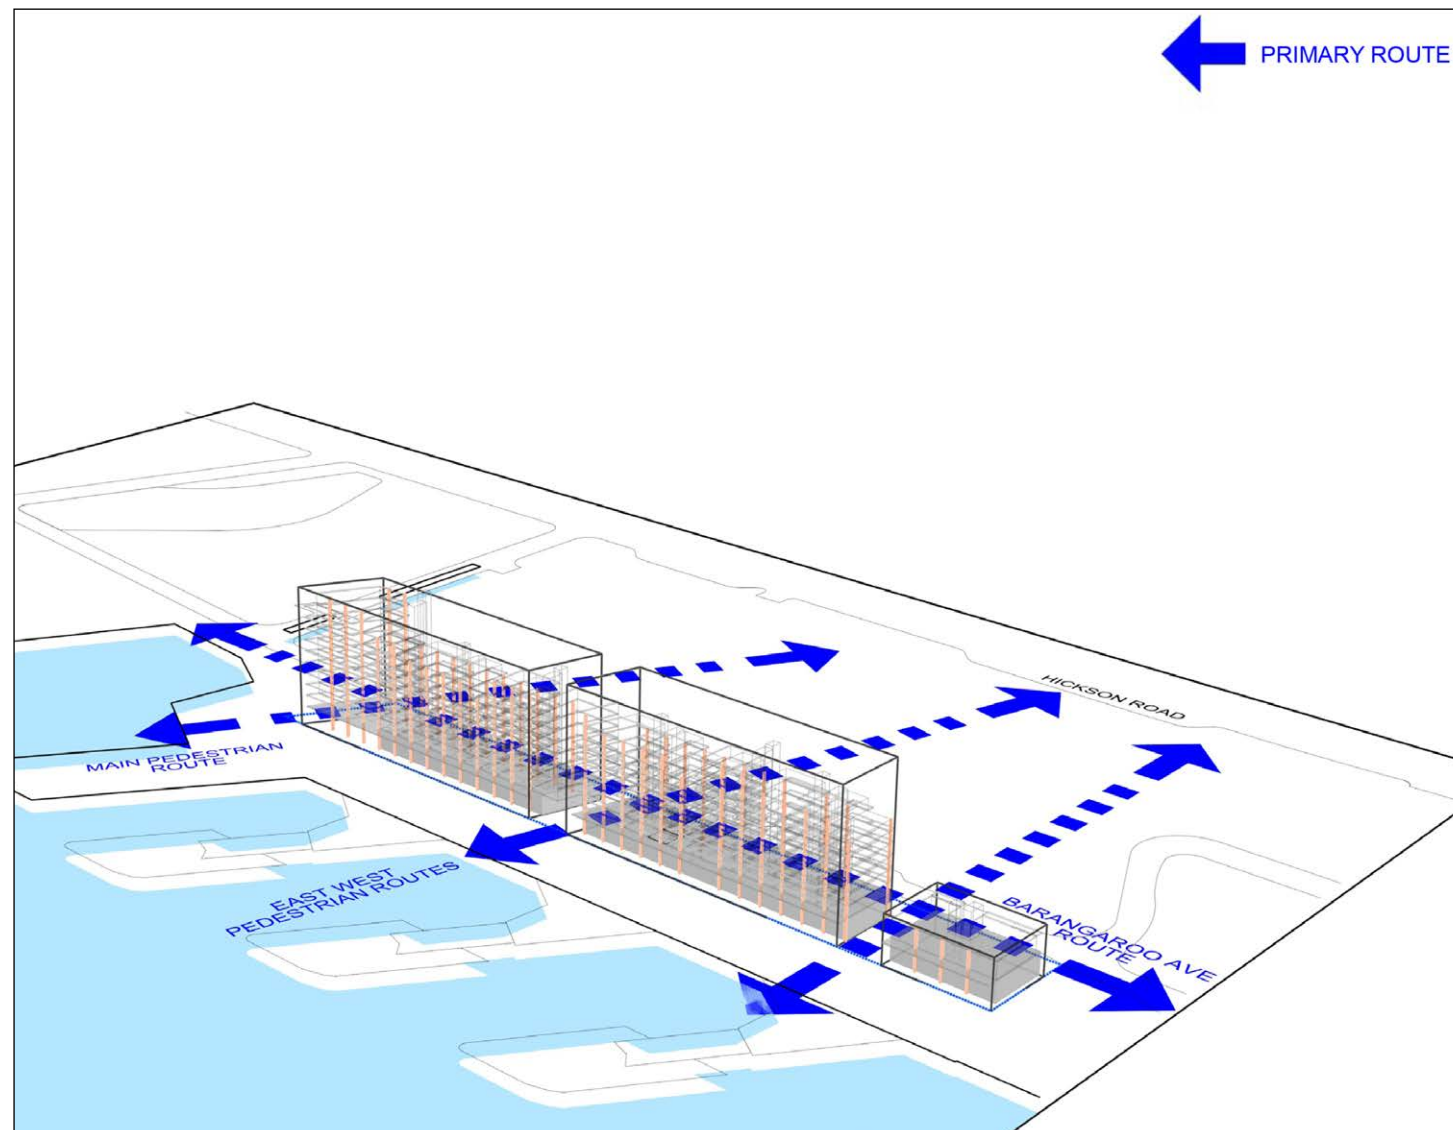 PRIMARY ROUTE
HICKSON ROAD
MAIN PEDESTRIAN
ROUTE
EAST WEST
PEDESTRIAN ROUTES
BARANGAROO AVE
ROUTE